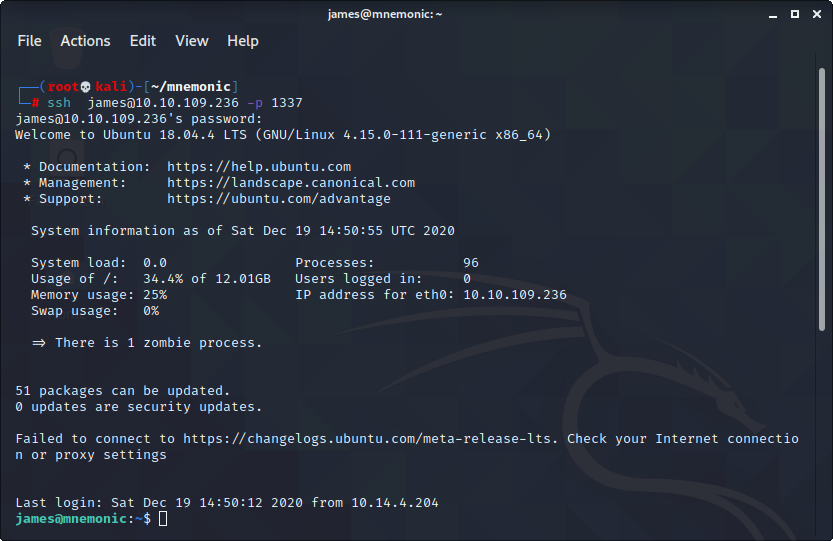 james@mnemonic: ~
File Actions Edit View Help
┌──(root💀kali)-[~/mnemonic]
└─# ssh  james@10.10.109.236 -p 1337
james@10.10.109.236's password:
Welcome to Ubuntu 18.04.4 LTS (GNU/Linux 4.15.0-111-generic x86_64)
 * Documentation:  https://help.ubuntu.com
 * Management:     https://landscape.canonical.com
 * Support:        https://ubuntu.com/advantage
  System information as of Sat Dec 19 14:50:55 UTC 2020
  System load:  0.0                Processes:           96
  Usage of /:   34.4% of 12.01GB   Users logged in:     0
  Memory usage: 25%                IP address for eth0: 10.10.109.236
  Swap usage:   0%
  => There is 1 zombie process.
51 packages can be updated.
0 updates are security updates.
Failed to connect to https://changelogs.ubuntu.com/meta-release-lts. Check your Internet connectio
n or proxy settings
Last login: Sat Dec 19 14:50:12 2020 from 10.14.4.204
james@mnemonic:~$